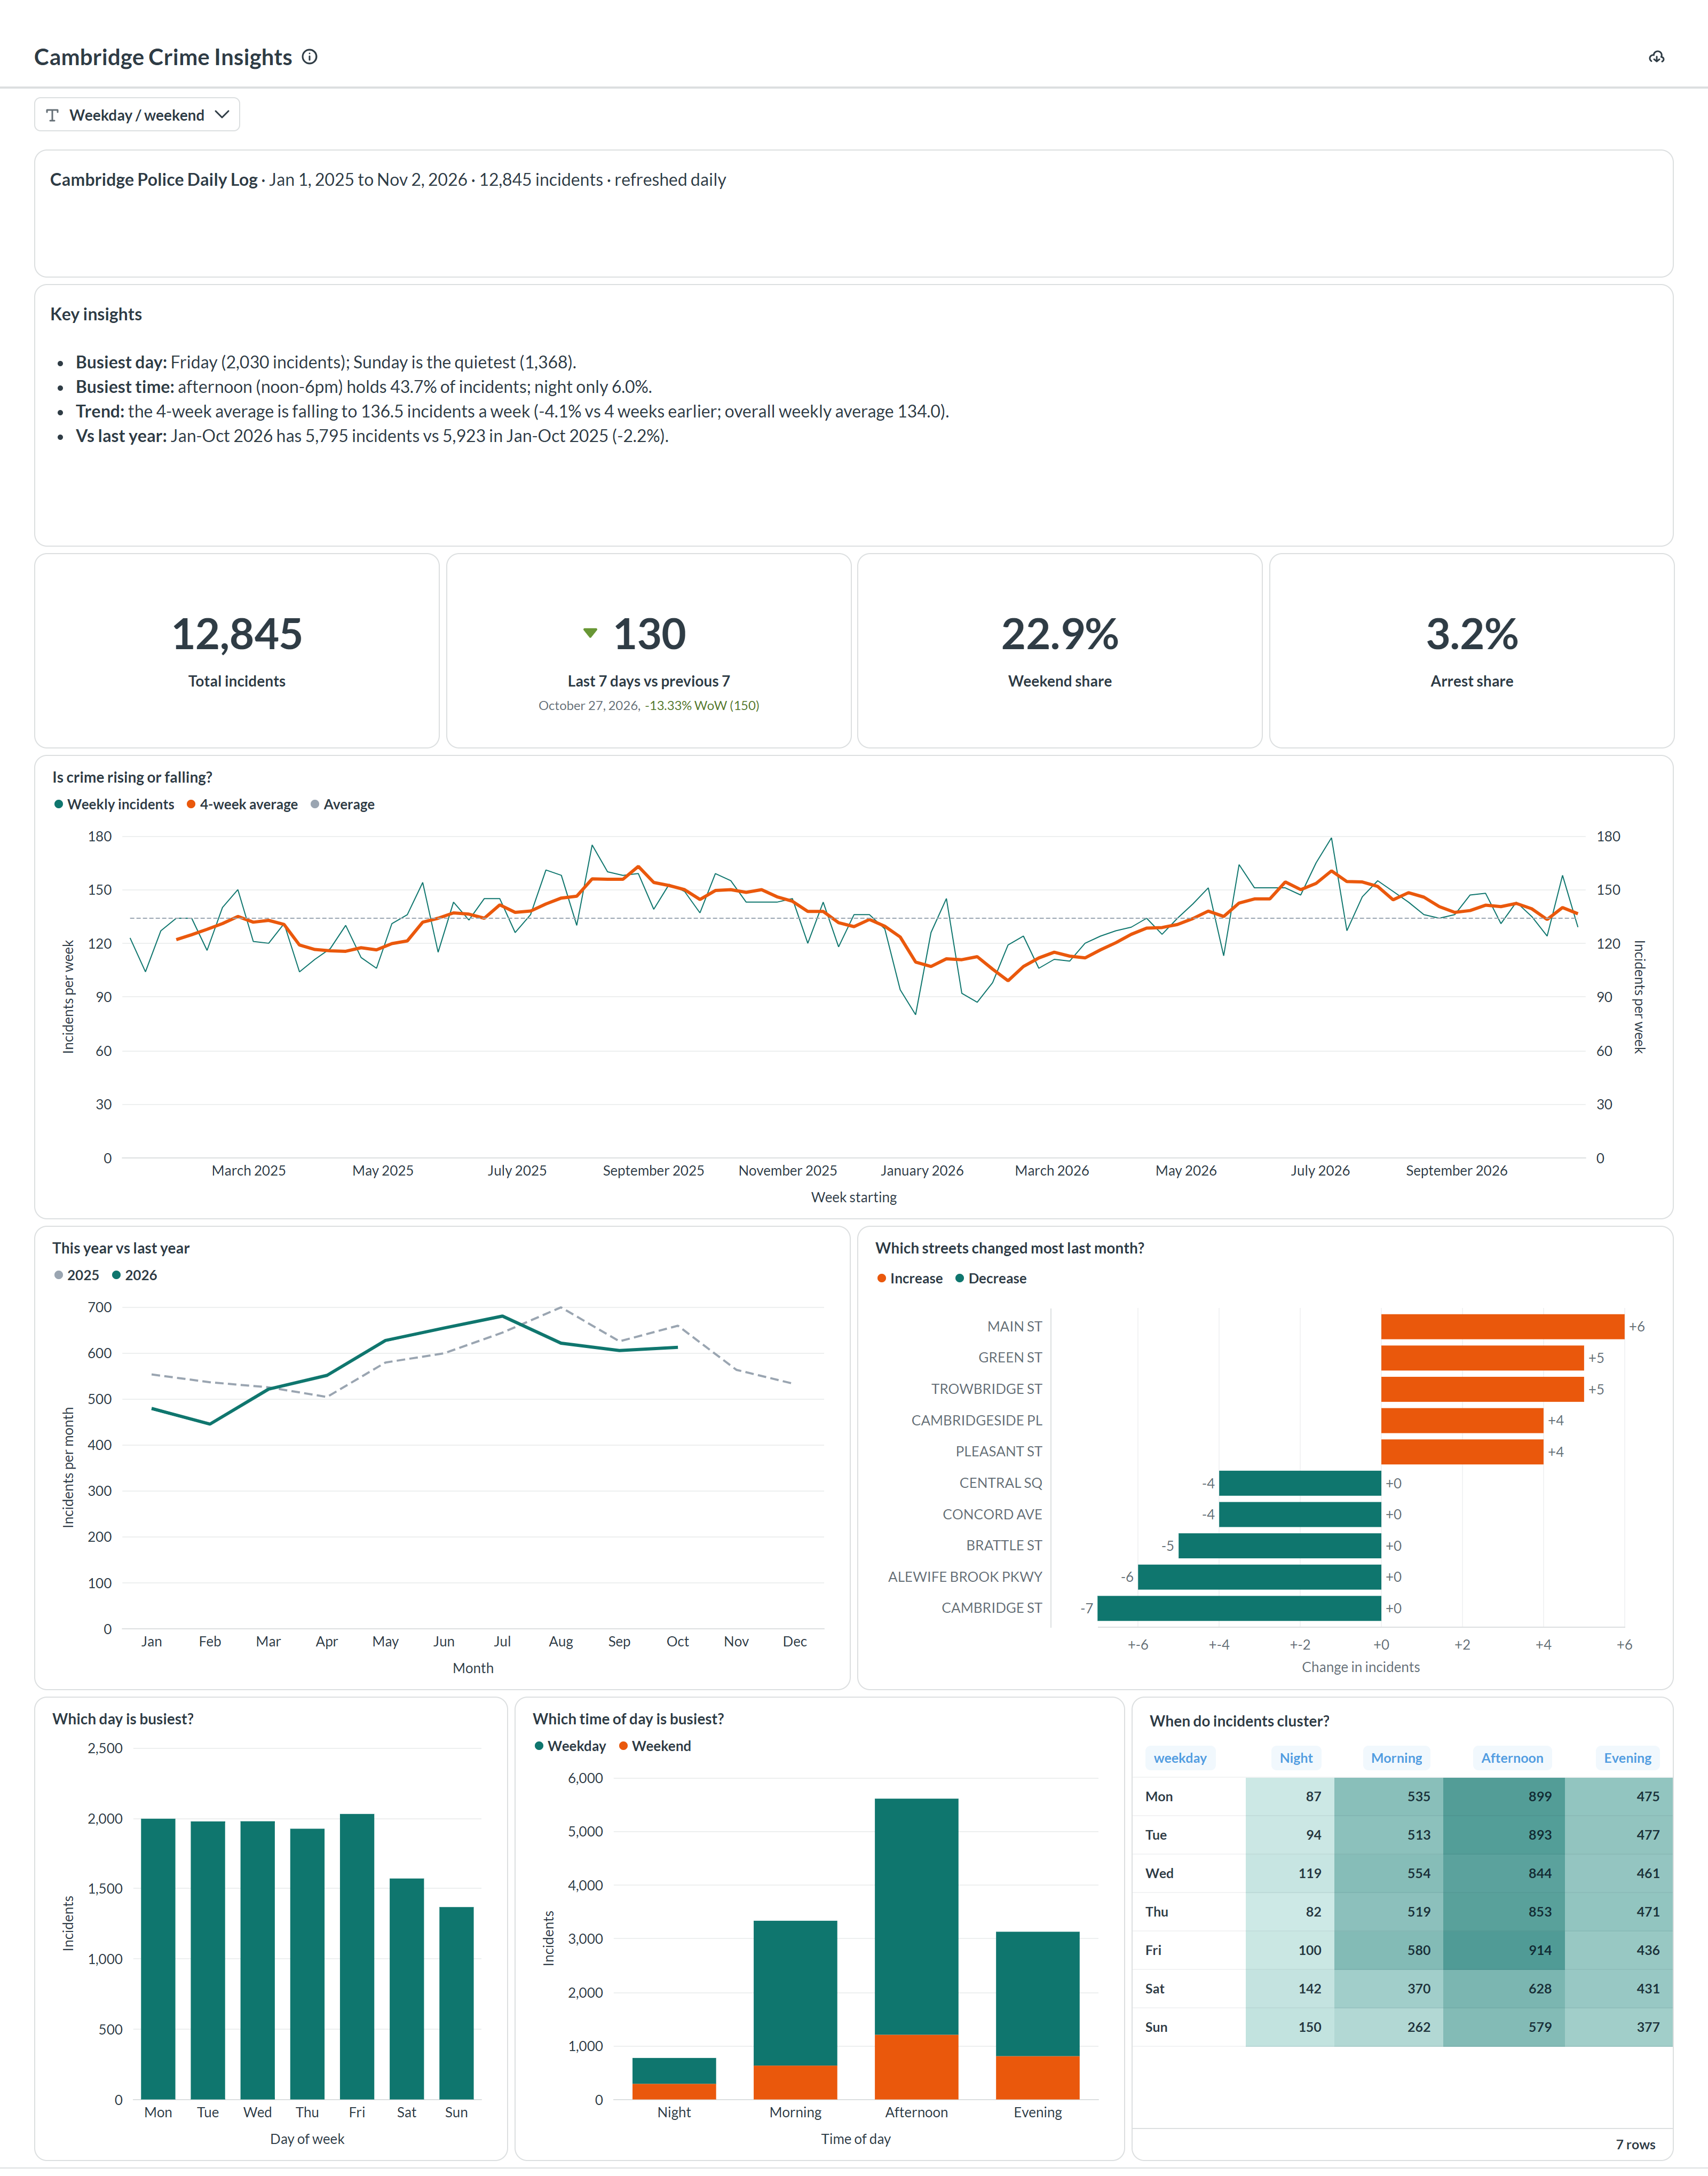 Cambridge Crime Insights
Weekday / weekend
Cambridge Police Daily Log · Jan 1, 2025 to Nov 2, 2026 · 12,845 incidents · refreshed daily
Key insights
• Busiest day: Friday (2,030 incidents); Sunday is the quietest (1,368).
• Busiest time: afternoon (noon-6pm) holds 43.7% of incidents; night only 6.0%.
• Trend: the 4-week average is falling to 136.5 incidents a week (-4.1% vs 4 weeks earlier; overall weekly average 134.0).
• Vs last year: Jan-Oct 2026 has 5,795 incidents vs 5,923 in Jan-Oct 2025 (-2.2%).
12,845
Total incidents
130
Last 7 days vs previous 7
October 27, 2026, -13.33% WoW (150)
22.9%
Weekend share
3.2%
Arrest share
Is crime rising or falling?
Weekly incidents 4-week average Average
Incidents per week
180
150
120
90
60
30
0
180
150
120
90
60
30
0
Incidents per week
March 2025 May 2025 July 2025 September 2025 November 2025 January 2026 March 2026 May 2026 July 2026 September 2026
Week starting
This year vs last year
2025 2026
Incidents per month
700
600
500
400
300
200
100
0
Jan Feb Mar Apr May Jun Jul Aug Sep Oct Nov Dec
Month
Which streets changed most last month?
Increase Decrease
MAIN ST +6
GREEN ST +5
TROWBRIDGE ST +5
CAMBRIDGESIDE PL +4
PLEASANT ST +4
CENTRAL SQ -4 +0
CONCORD AVE -4 +0
BRATTLE ST -5 +0
ALEWIFE BROOK PKWY -6 +0
CAMBRIDGE ST -7 +0
+-6 +-4 +-2 +0 +2 +4 +6
Change in incidents
Which day is busiest?
Incidents
2,500
2,000
1,500
1,000
500
0
Mon Tue Wed Thu Fri Sat Sun
Day of week
Which time of day is busiest?
Weekday Weekend
Incidents
6,000
5,000
4,000
3,000
2,000
1,000
0
Night Morning Afternoon Evening
Time of day
When do incidents cluster?
weekday Night Morning Afternoon Evening
Mon 87 535 899 475
Tue 94 513 893 477
Wed 119 554 844 461
Thu 82 519 853 471
Fri 100 580 914 436
Sat 142 370 628 431
Sun 150 262 579 377
7 rows